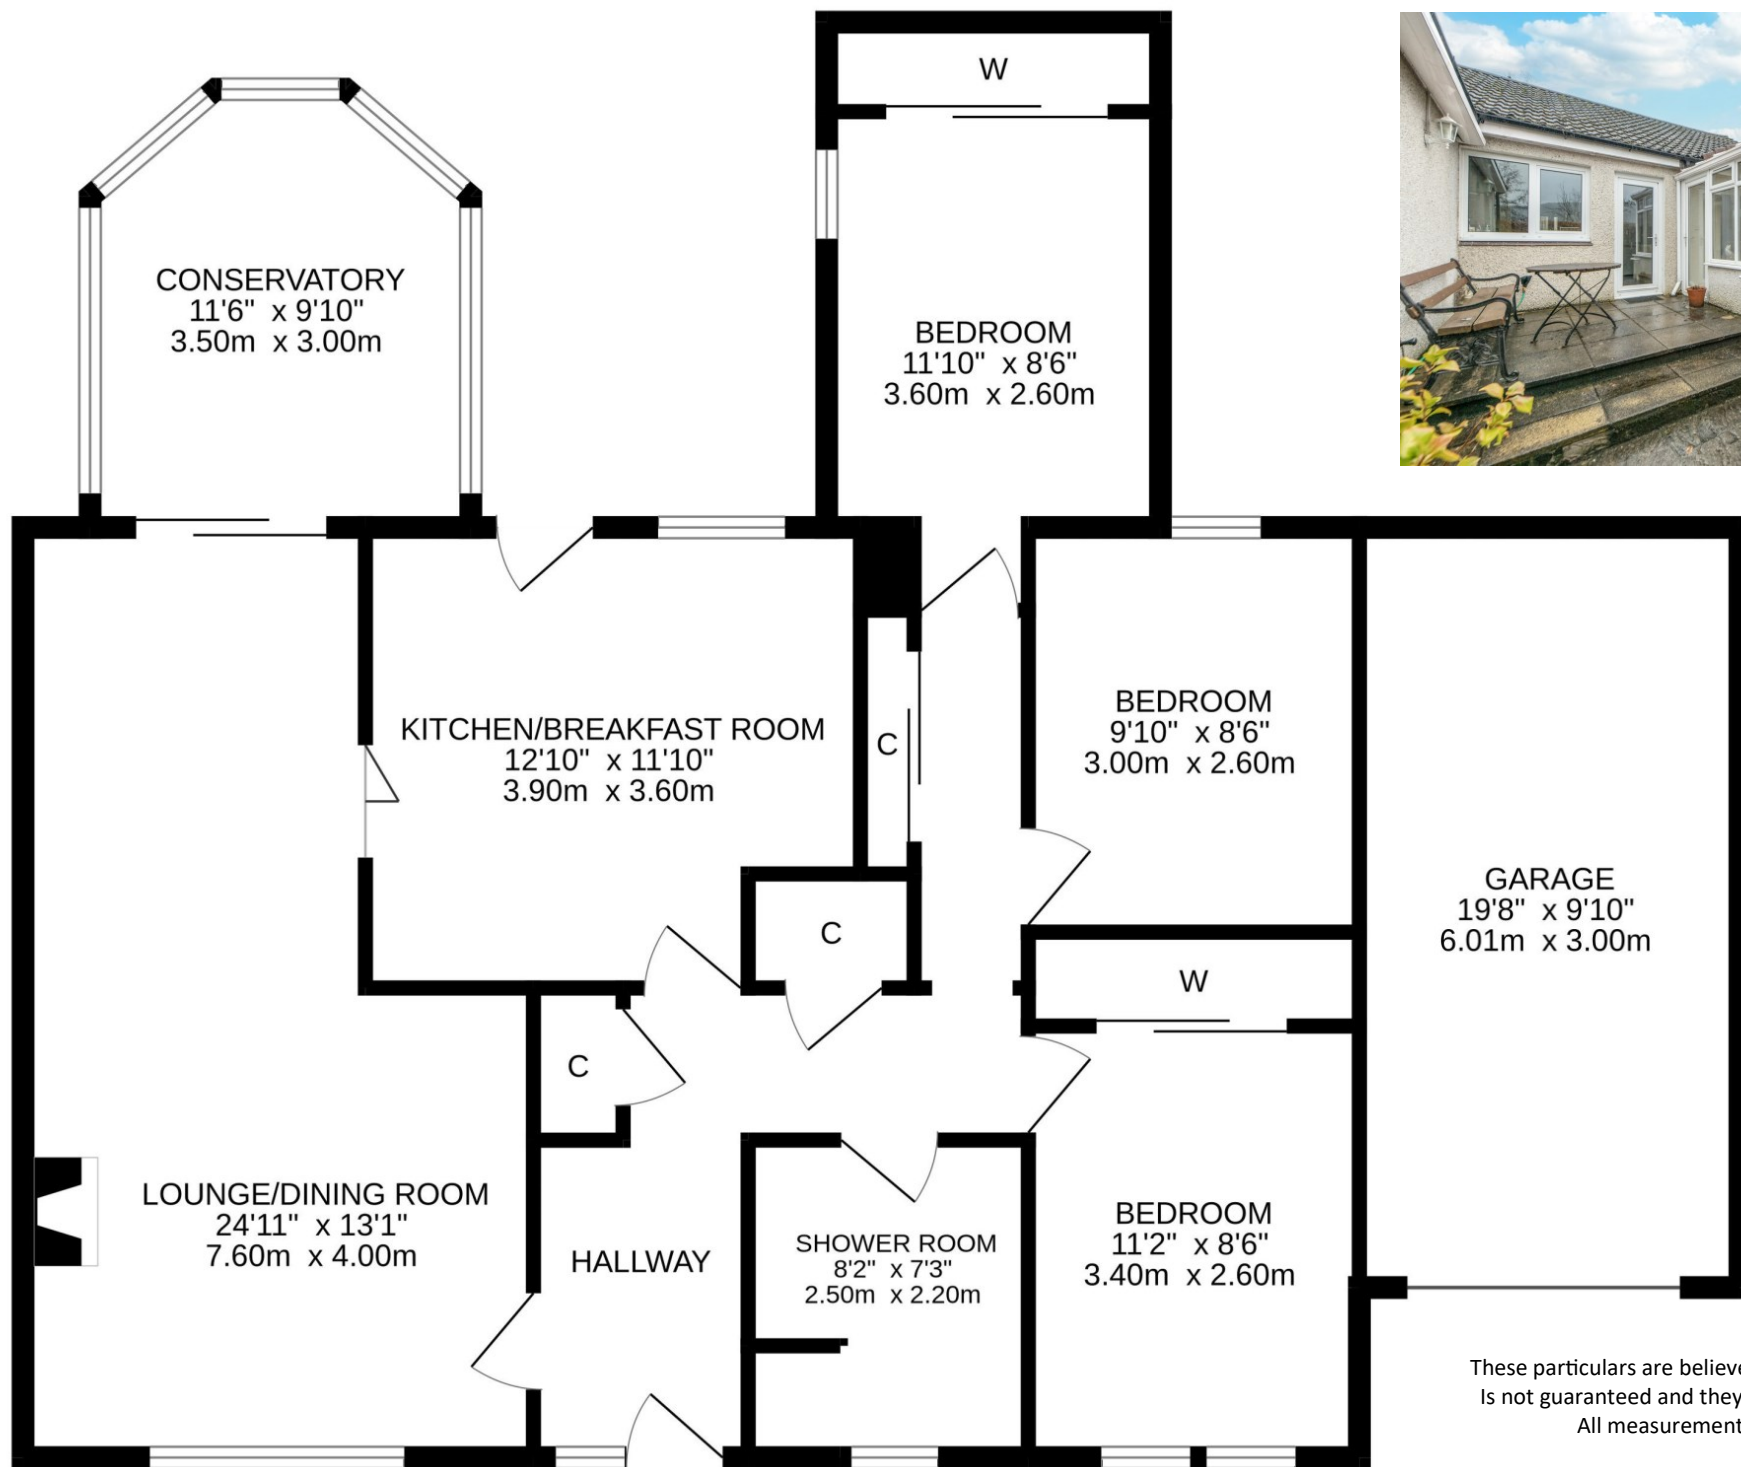 W
CONSERVATORY
11'6" x 9'10"
3.50m x 3.00m
BEDROOM
11'10" x 8'6"
3.60m x 2.60m
KITCHEN/BREAKFAST ROOM
12'10" x 11'10"
3.90m x 3.60m
C
BEDROOM
9'10" x 8'6"
3.00m x 2.60m
GARAGE
19'8" x 9'10"
6.01m x 3.00m
C
W
C
LOUNGE/DINING ROOM
24'11" x 13'1"
7.60m x 4.00m
HALLWAY
SHOWER ROOM
8'2" x 7'3"
2.50m x 2.20m
BEDROOM
11'2" x 8'6"
3.40m x 2.60m
These particulars are believe
Is not guaranteed and they
All measurement